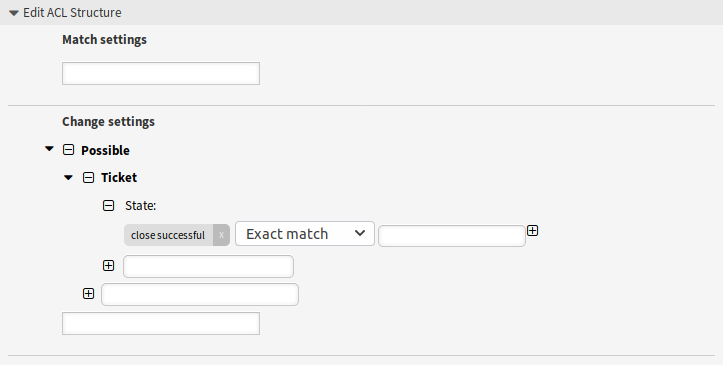 Edit ACL Structure
Match settings
Change settings
Possible
Ticket
State:
close successful x Exact match